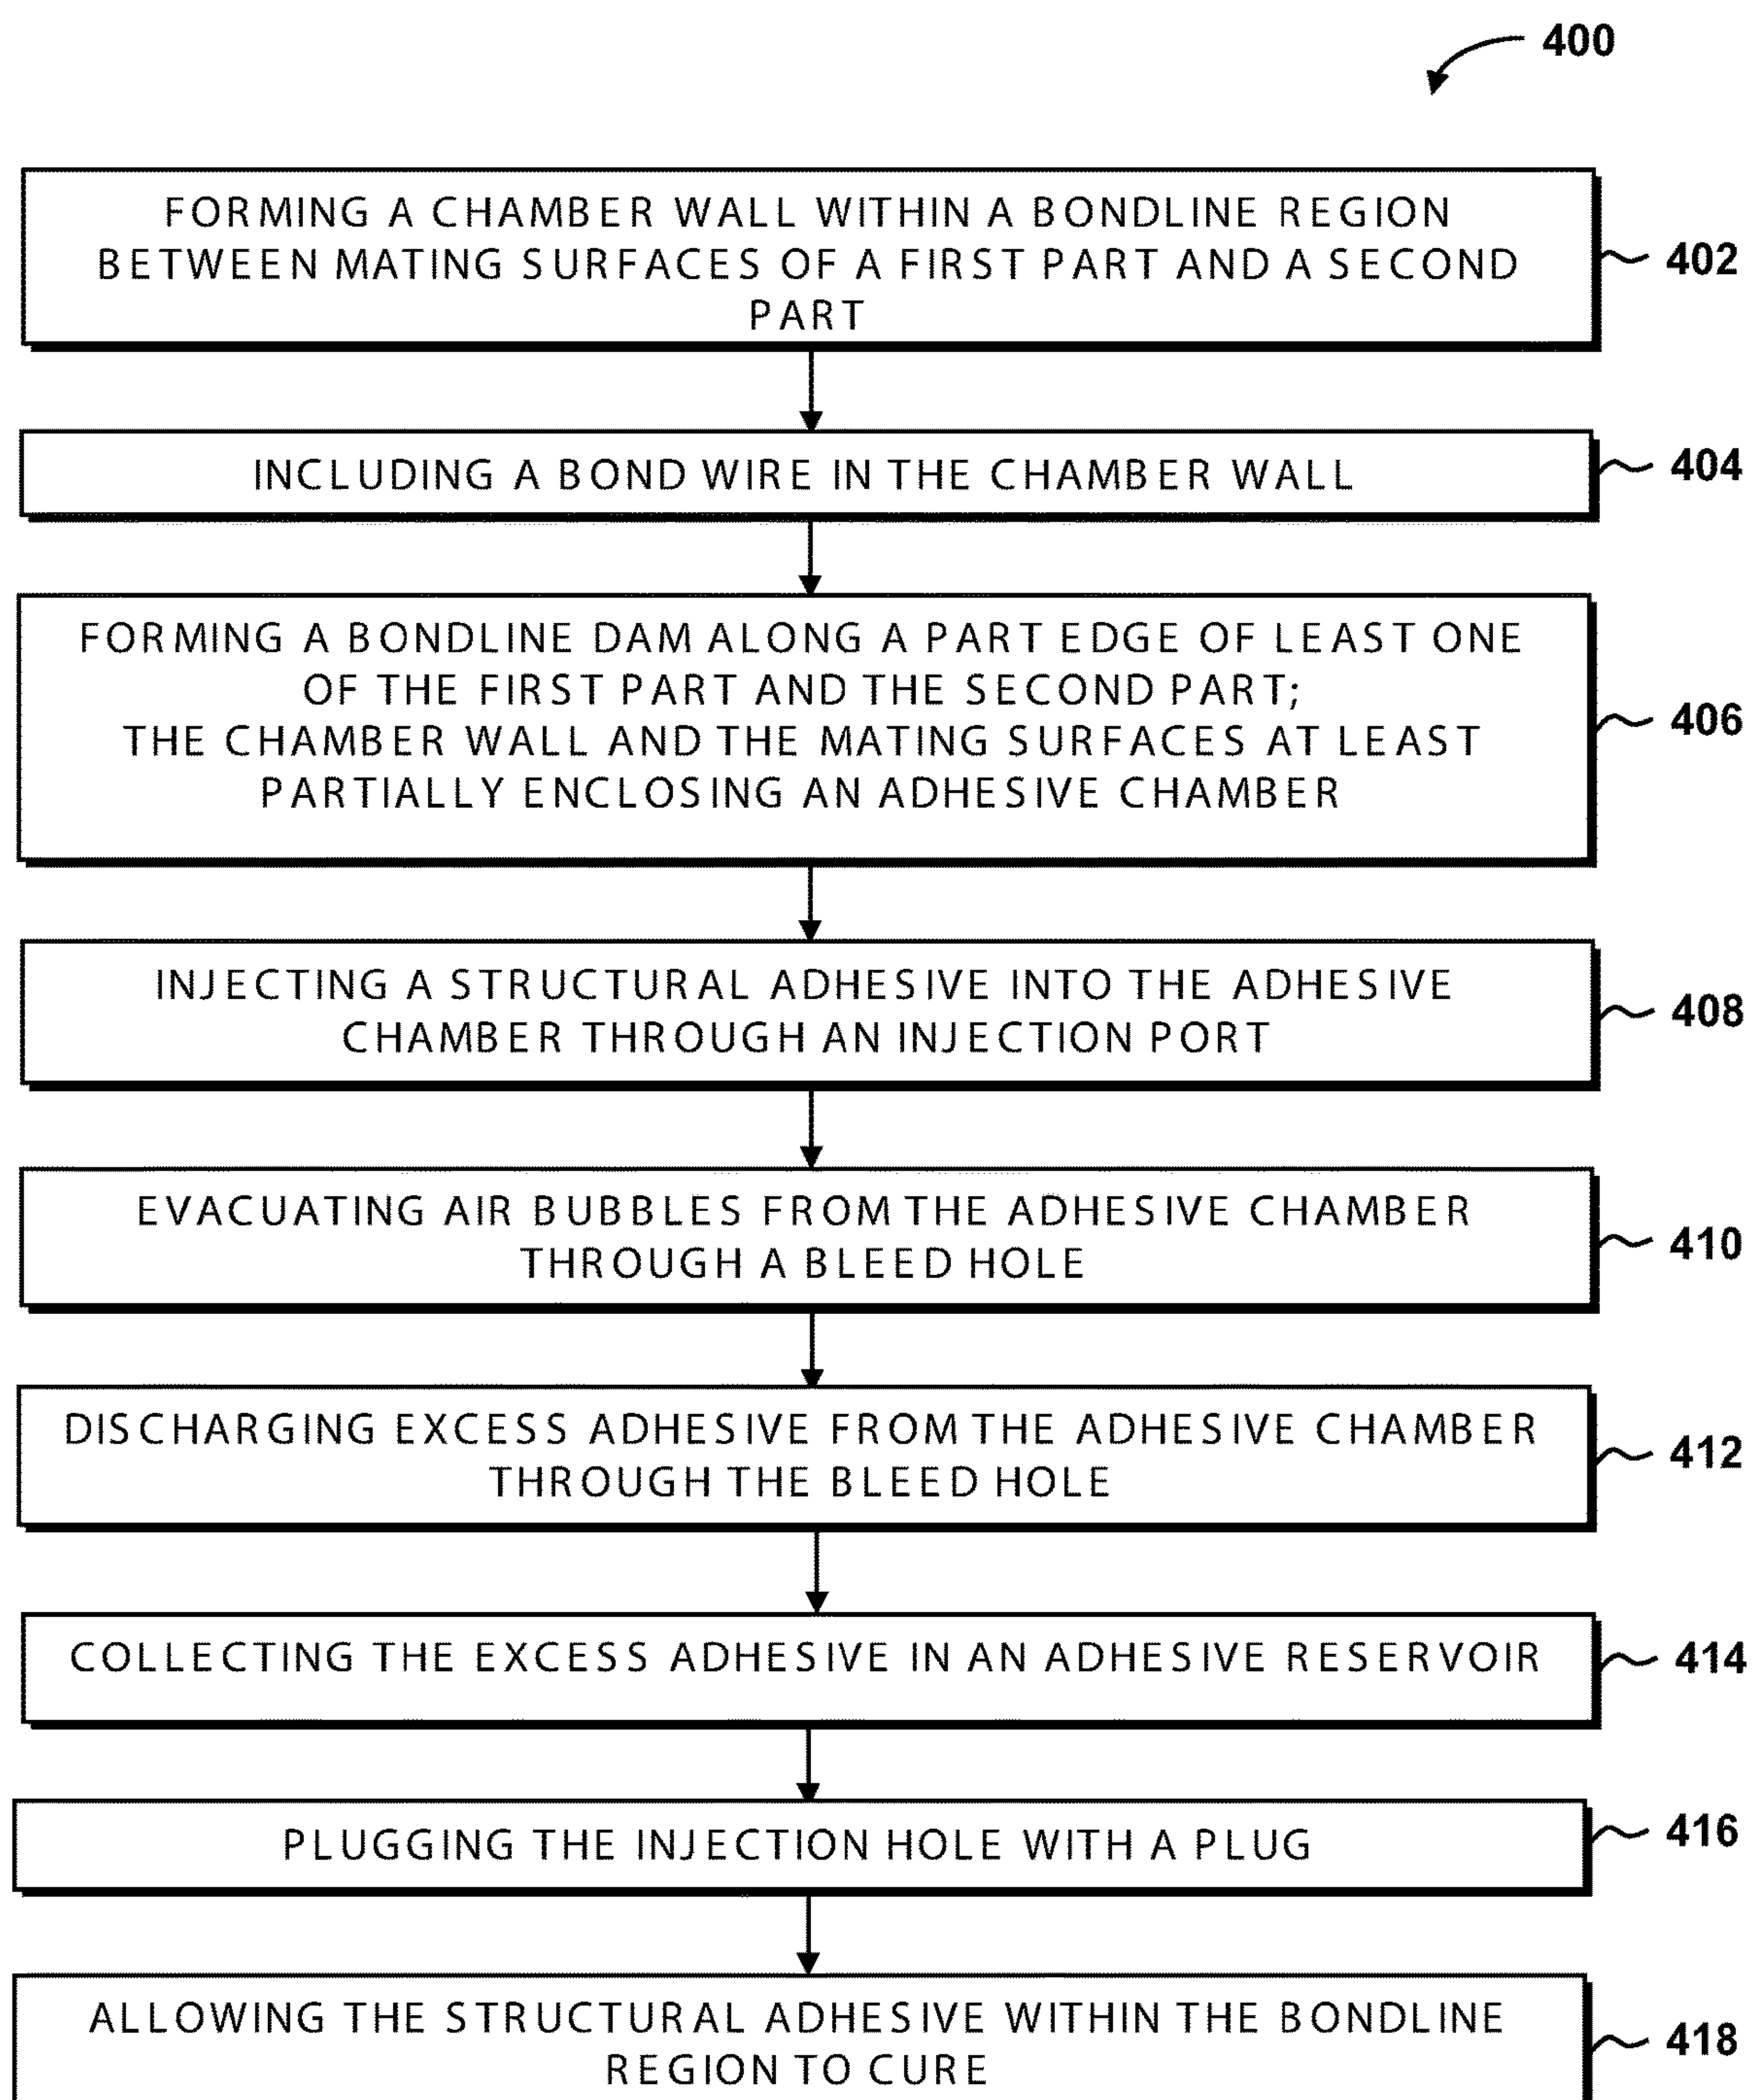 400
FORMING A CHAMBER WALL WITHIN A BONDLINE REGION
BETWEEN MATING SURFACES OF A FIRST PART AND A SECOND
PART
402
INCLUDING A BOND WIRE IN THE CHAMBER WALL
404
FORMING A BONDLINE DAM ALONG A PART EDGE OF LEAST ONE
OF THE FIRST PART AND THE SECOND PART;
THE CHAMBER WALL AND THE MATING SURFACES AT LEAST
PARTIALLY ENCLOSING AN ADHESIVE CHAMBER
406
INJECTING A STRUCTURAL ADHESIVE INTO THE ADHESIVE
CHAMBER THROUGH AN INJECTION PORT
408
EVACUATING AIR BUBBLES FROM THE ADHESIVE CHAMBER
THROUGH A BLEED HOLE
410
DISCHARGING EXCESS ADHESIVE FROM THE ADHESIVE CHAMBER
THROUGH THE BLEED HOLE
412
COLLECTING THE EXCESS ADHESIVE IN AN ADHESIVE RESERVOIR
414
PLUGGING THE INJECTION HOLE WITH A PLUG
416
ALLOWING THE STRUCTURAL ADHESIVE WITHIN THE BONDLINE
REGION TO CURE
418